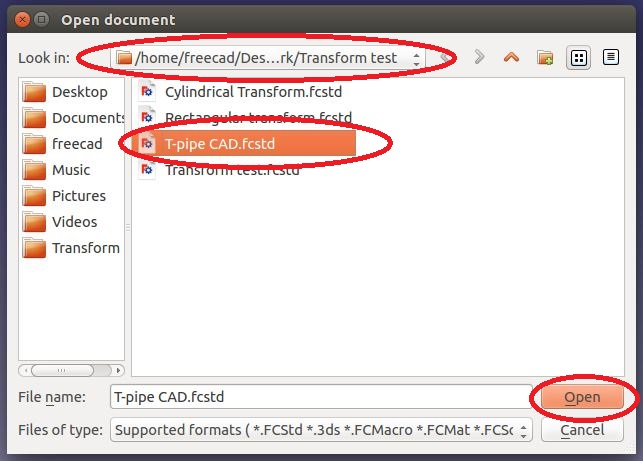 Open document
Look in: /home/freecad/Des...rk/Transform test
Desktop
Documents
freecad
Music
Pictures
Videos
Transform
Cylindrical Transform.fcstd
Rectangular transform.fcstd
T-pipe CAD.fcstd
Transform test.fcstd
File name: T-pipe CAD.fcstd Open
Files of type: Supported formats ( *.FCStd *.3ds *.FCMacro *.FCMat *.FCSc Cancel